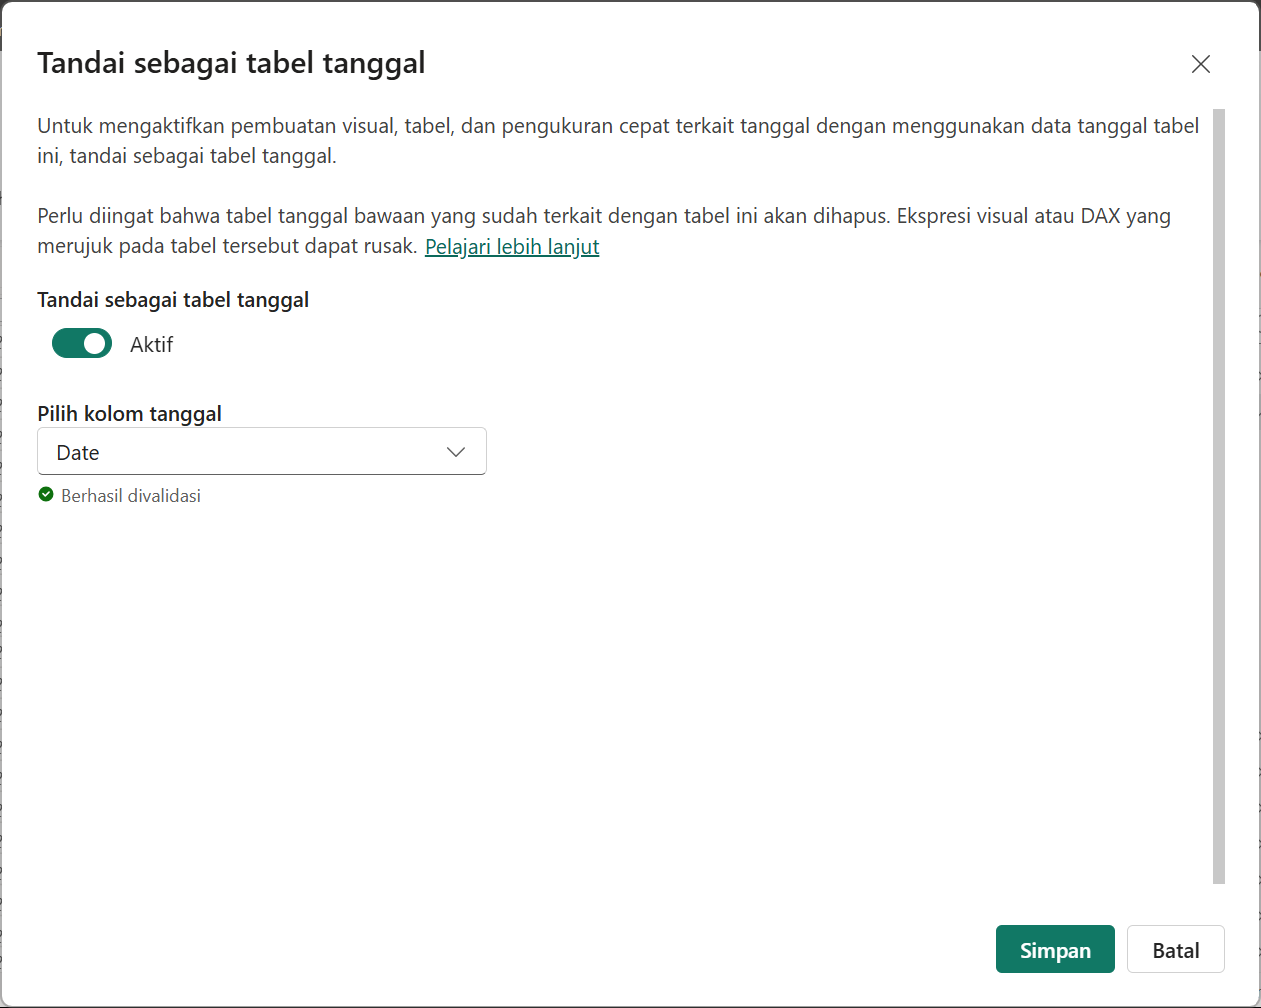 Tandai sebagai tabel tanggal
Untuk mengaktifkan pembuatan visual, tabel, dan pengukuran cepat terkait tanggal dengan menggunakan data tanggal tabel
ini, tandai sebagai tabel tanggal.
Perlu diingat bahwa tabel tanggal bawaan yang sudah terkait dengan tabel ini akan dihapus. Ekspresi visual atau DAX yang
merujuk pada tabel tersebut dapat rusak. Pelajari lebih lanjut
Tandai sebagai tabel tanggal
Aktif
Pilih kolom tanggal
Date
Berhasil divalidasi
Simpan Batal